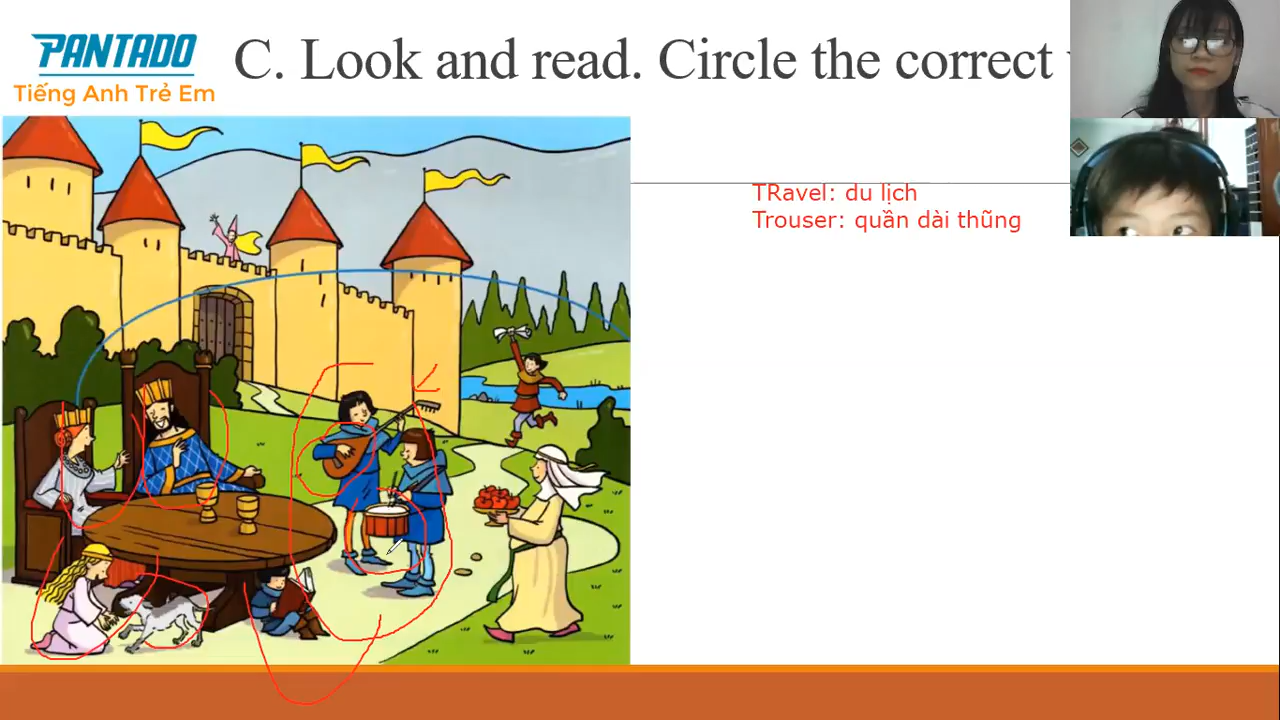 PANTADO
Tiếng Anh Trẻ Em
C. Look and read. Circle the correct
TRavel: du lịch
Trouser: quần dài thũng